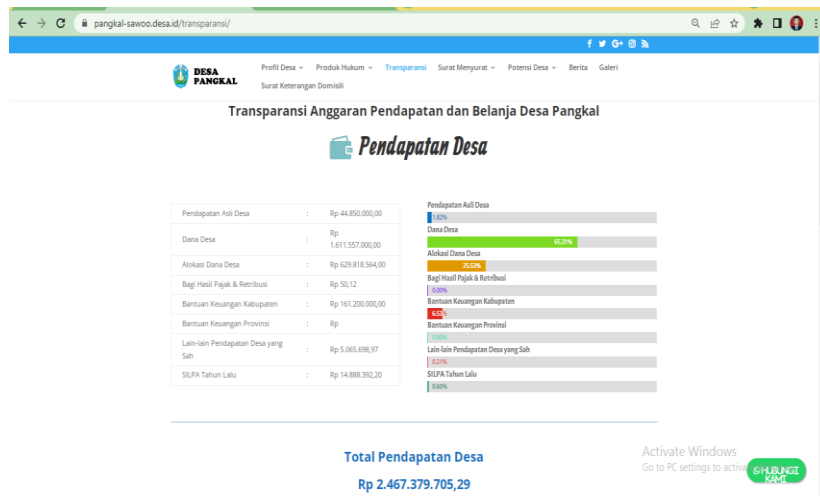 pangkal-sawoo.desa.id/transparansi/
DESA
PANGKAL
Profil Desa
Produk Hukum
Transparansi
Surat Menyurat
Potensi Desa
Berita
Galeri
Surat Keterangan Domisili
Transparansi Anggaran Pendapatan dan Belanja Desa Pangkal
Pendapatan Desa
Pendapatan Asli Desa : Rp 44.850.000,00
Dana Desa : Rp
1.611.557.000,00
Alokasi Dana Desa : Rp 629.818.564,00
Bagi Hasil Pajak & Retribusi : Rp 50,12
Bantuan Keuangan Kabupaten : Rp 161.200.000,00
Bantuan Keuangan Provinsi : Rp
Lain-lain Pendapatan Desa yang
Sah : Rp 5.065.698,97
SILPA Tahun Lalu : Rp 14.888.392,20
Pendapatan Asli Desa
1.82%
Dana Desa
65.31%
Alokasi Dana Desa
25.53%
Bagi Hasil Pajak & Retribusi
0.00%
Bantuan Keuangan Kabupaten
6.53%
Bantuan Keuangan Provinsi
0.00%
Lain-lain Pendapatan Desa yang Sah
0.21%
SILPA Tahun Lalu
0.60%
Total Pendapatan Desa
Rp 2.467.379.705,29
Activate Windows
Go to PC settings to activa
HUBUNGI
KAMI